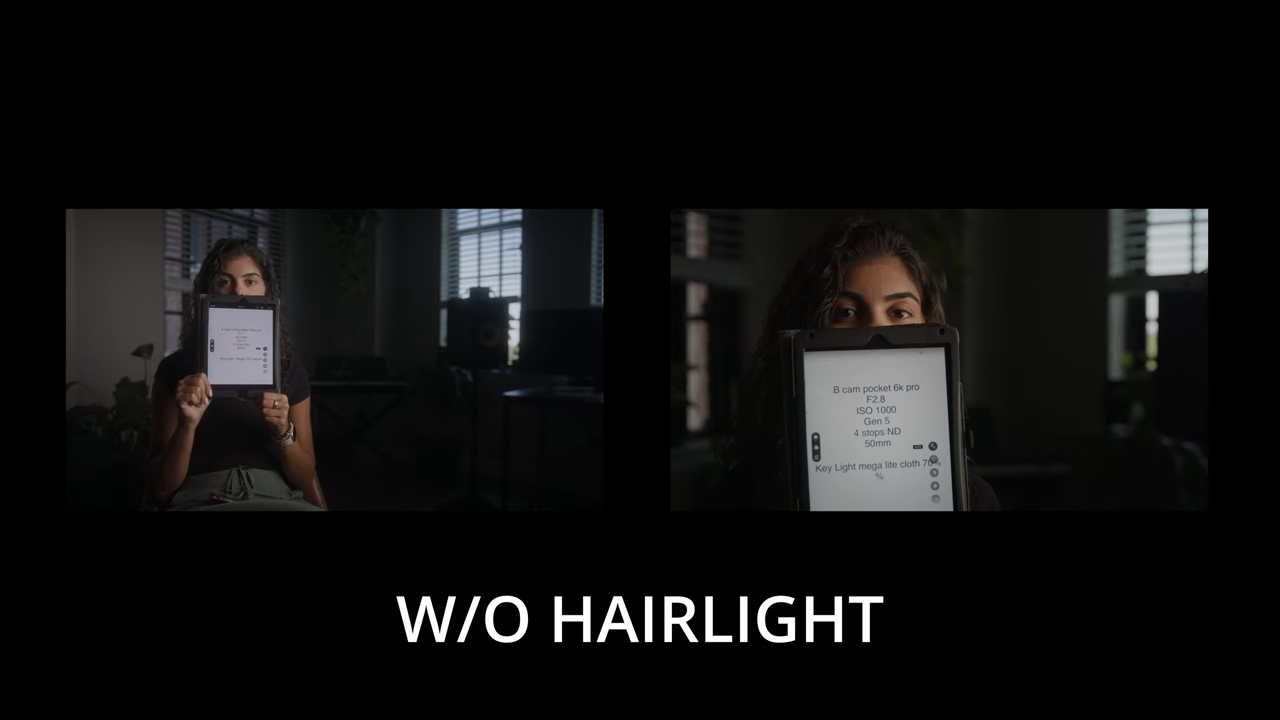 B cam pocket 6k pro
F2.8
ISO 1000
Gen 5
4 stops ND
50mm
Key Light mega lite cloth 70%
%
W/O HAIRLIGHT